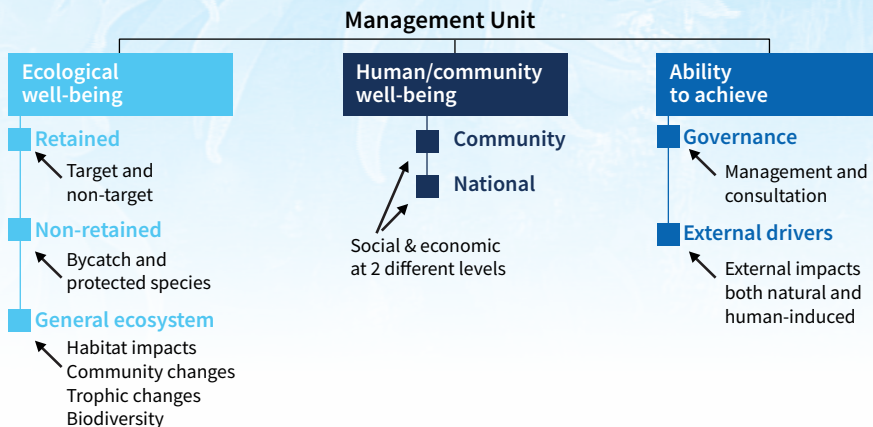 Management Unit
Ecological
well-being
Retained
Target and
non-target
Non-retained
Bycatch and
protected species
General ecosystem
Habitat impacts
Community changes
Trophic changes
Biodiversity
Human/community
well-being
Community
National
Social & economic
at 2 different levels
Ability
to achieve
Governance
Management and
consultation
External drivers
External impacts
both natural and
human-induced